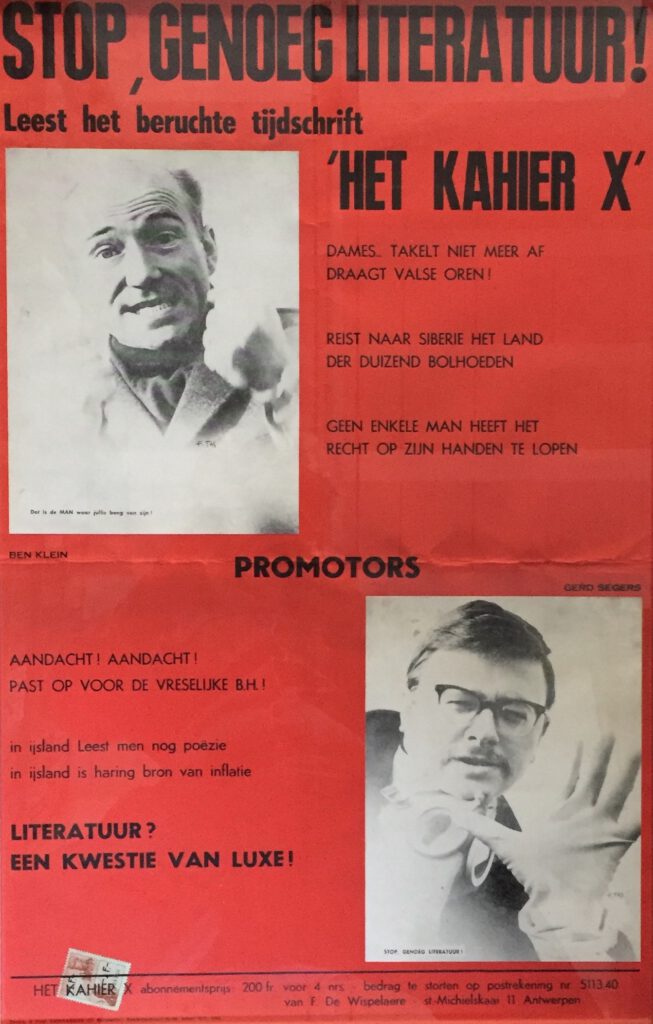 STOP, GENOEG LITERATUUR!
Leest het beruchte tijdschrift
'HET KAHIER X'
DAMES... TAKELT NIET MEER AF
DRAAGT VALSE OREN!
REIST NAAR SIBERIE HET LAND
DER DUIZEND BOLHOEDEN
GEEN ENKELE MAN HEEFT HET
RECHT OP ZIJN HANDEN TE LOPEN
Dat is de MAN waar jullie bang van zijn!
BEN KLEIN
PROMOTORS
GERD SEGERS
AANDACHT! AANDACHT!
PAST OP VOOR DE VRESELIJKE B.H.!
in ijsland Leest men nog poëzie
in ijsland is haring bron van inflatie
LITERATUUR?
EEN KWESTIE VAN LUXE!
STOP, GENOEG LITERATUUR!
HET KAHIER X abonnementsprijs: 200 fr. voor 4 nrs. - bedrag te storten op postrekening nr. 5113.40
van F. De Wispelaere - st-Michielskaai 11 Antwerpen